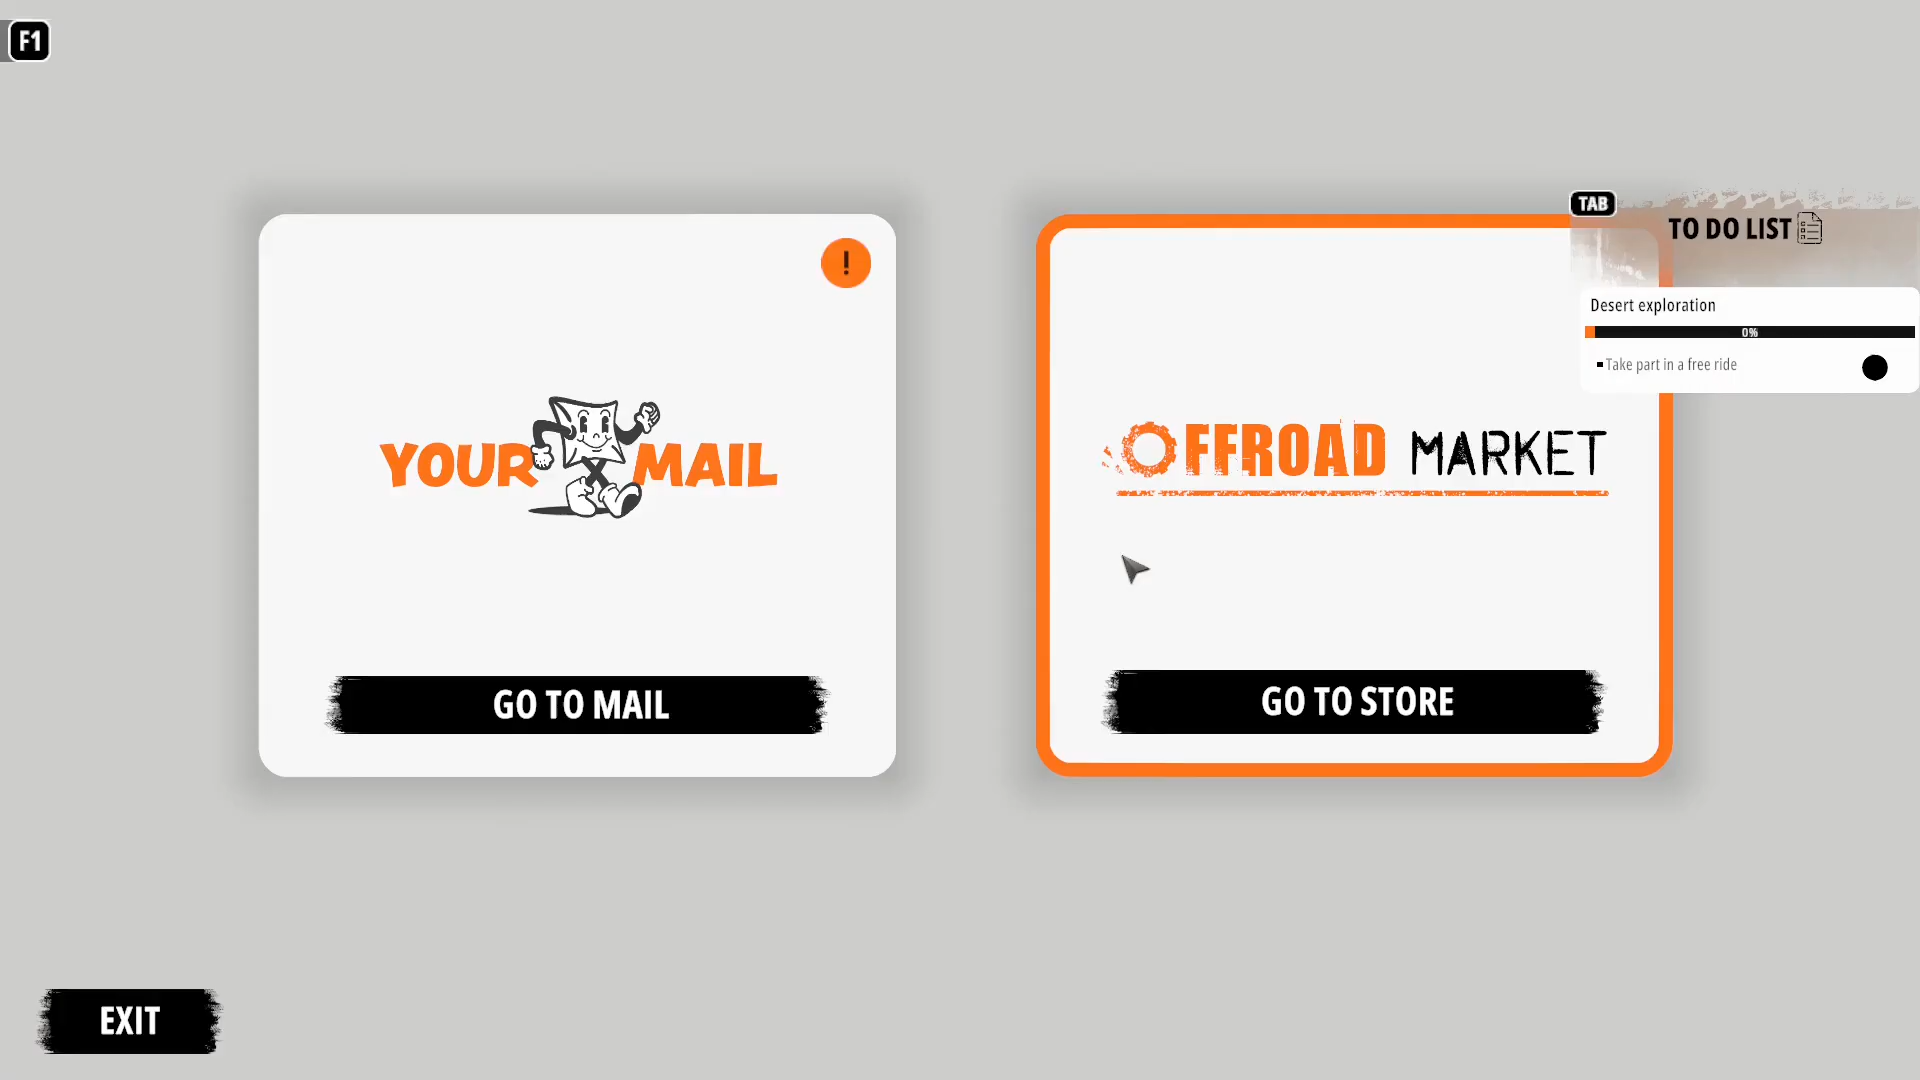 F1
TAB
TO DO LIST
Desert exploration
0%
Take part in a free ride
!
YOUR MAIL
OFFROAD MARKET
GO TO MAIL
GO TO STORE
EXIT